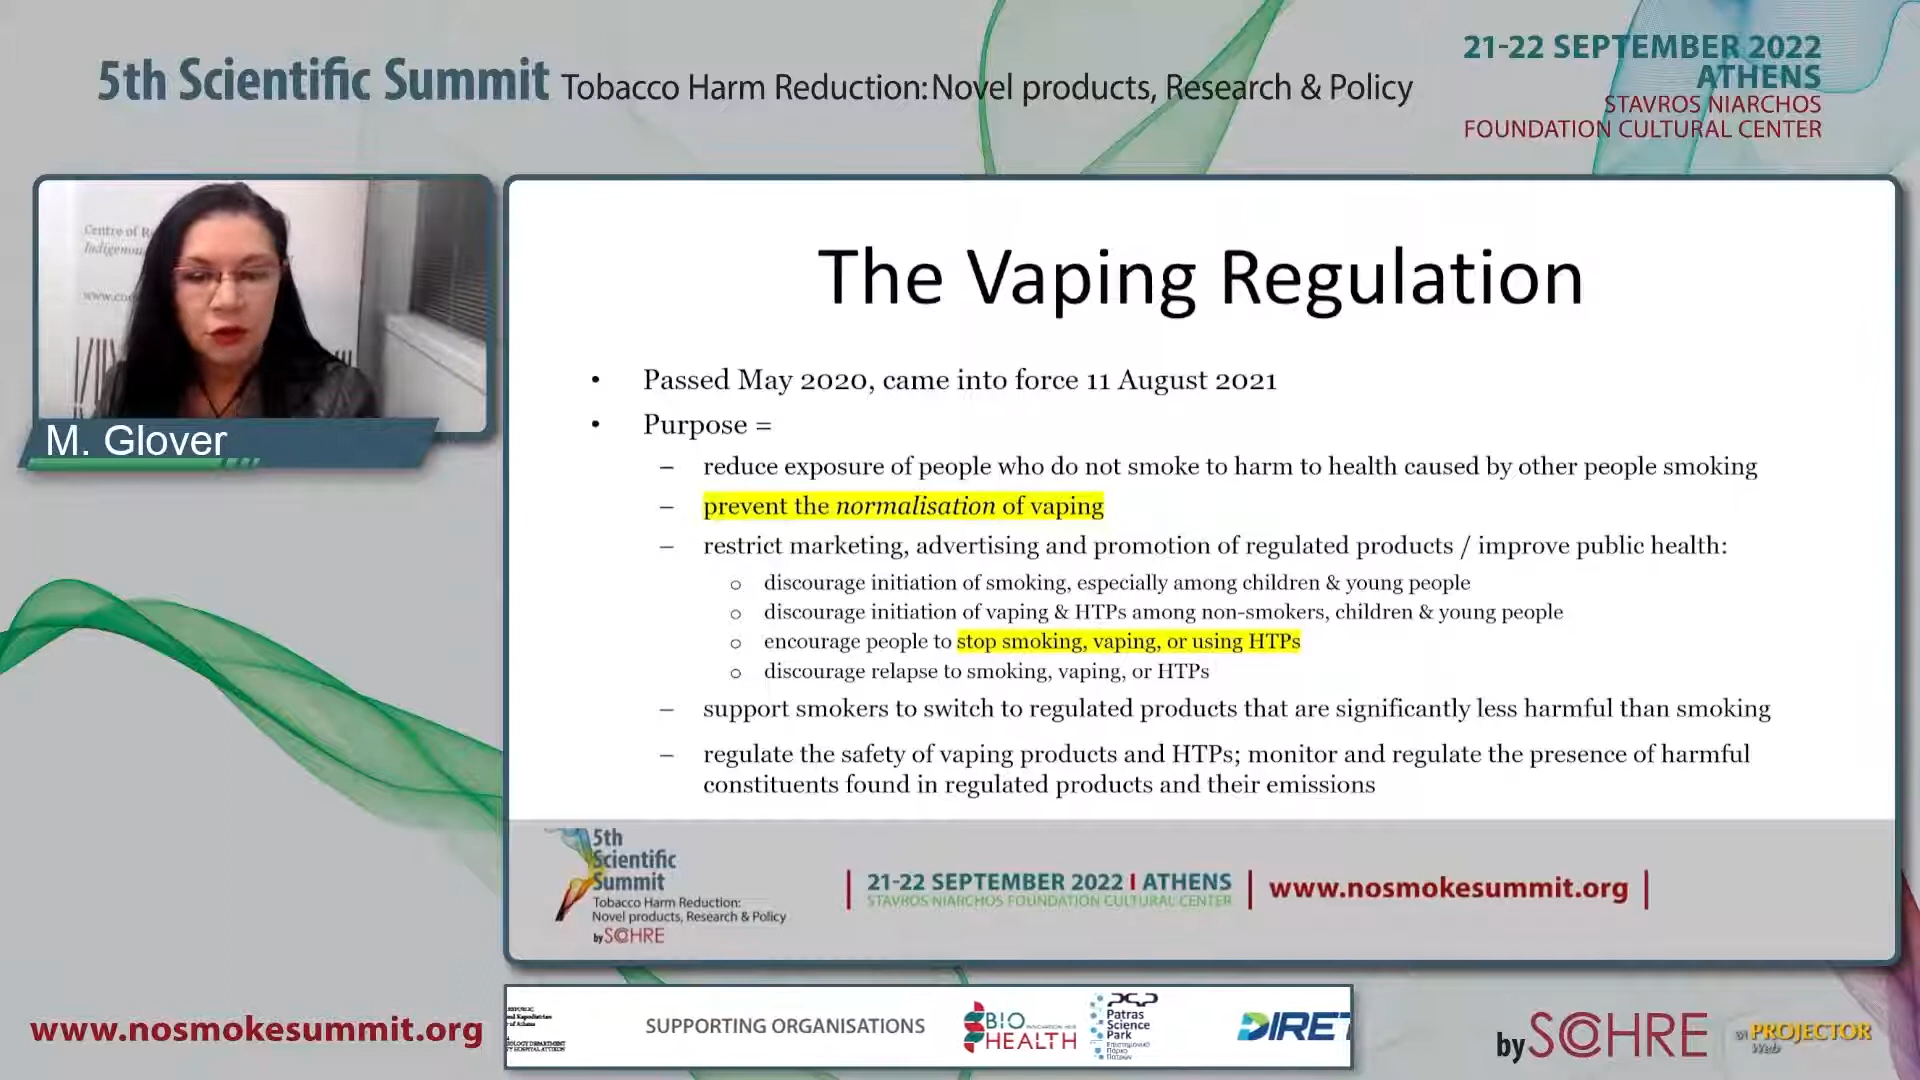 5th Scientific Summit Tobacco Harm Reduction: Novel products, Research & Policy
21-22 SEPTEMBER 2022
ATHENS
STAVROS NIARCHOS
FOUNDATION CULTURAL CENTER
Centre of R
Indigenou
M. Glover
The Vaping Regulation
• Passed May 2020, came into force 11 August 2021
• Purpose =
– reduce exposure of people who do not smoke to harm to health caused by other people smoking
– prevent the normalisation of vaping
– restrict marketing, advertising and promotion of regulated products / improve public health:
o discourage initiation of smoking, especially among children & young people
o discourage initiation of vaping & HTPs among non-smokers, children & young people
o encourage people to stop smoking, vaping, or using HTPs
o discourage relapse to smoking, vaping, or HTPs
– support smokers to switch to regulated products that are significantly less harmful than smoking
– regulate the safety of vaping products and HTPs; monitor and regulate the presence of harmful
constituents found in regulated products and their emissions
5th
Scientific
Summit
Tobacco Harm Reduction:
Novel products, Research & Policy
by SCOHRE
21-22 SEPTEMBER 2022 I ATHENS
STAVROS NIARCHOS FOUNDATION CULTURAL CENTER
www.nosmokesummit.org
www.nosmokesummit.org
SUPPORTING ORGANISATIONS
BIO
HEALTH
Patras
Science
Park
DIRE
by SCOHRE
PROJECTOR
Web